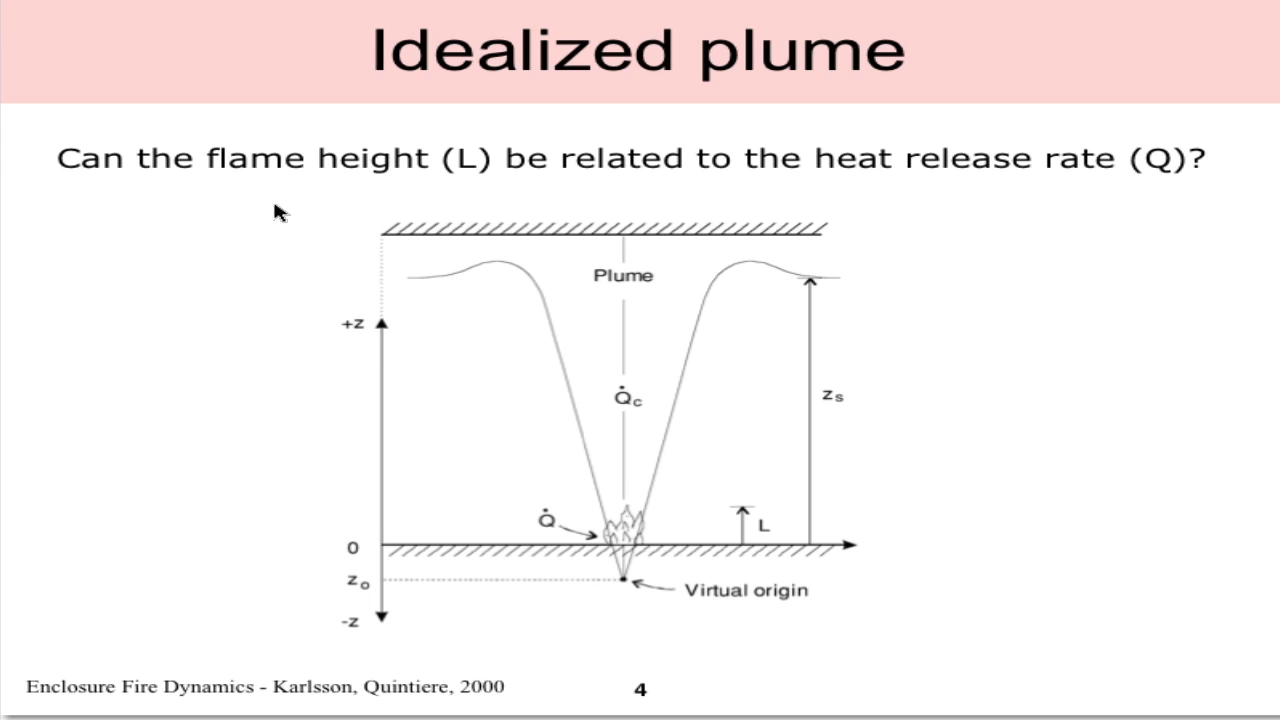 Idealized plume
Can the flame height (L) be related to the heat release rate (Q)?
Plume
+z
Q̇c
zs
Q̇
L
0
zo
Virtual origin
-z
Enclosure Fire Dynamics - Karlsson, Quintiere, 2000
4